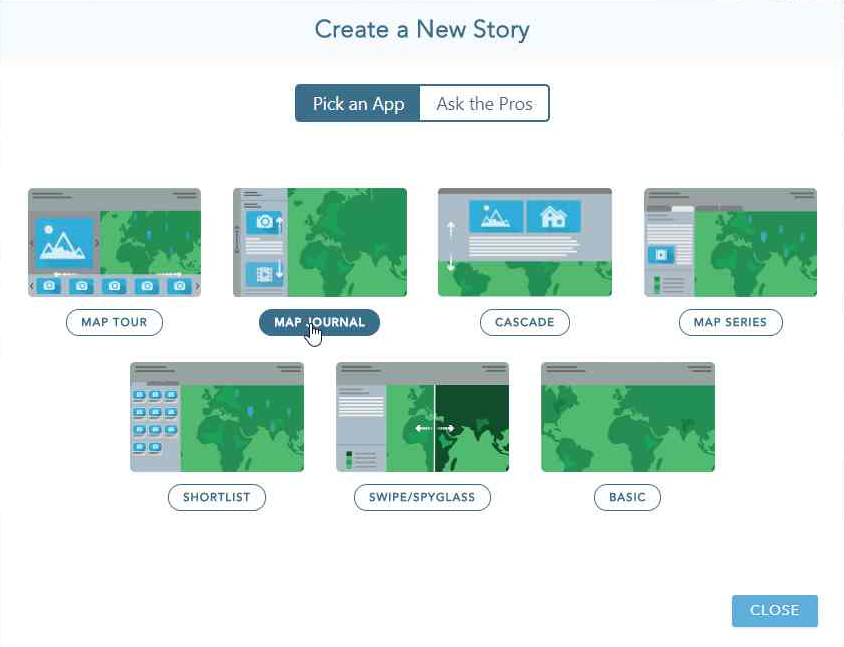 Create a New Story
Pick an App Ask the Pros
MAP TOUR MAP JOURNAL CASCADE MAP SERIES
SHORTLIST SWIPE/SPYGLASS BASIC
CLOSE